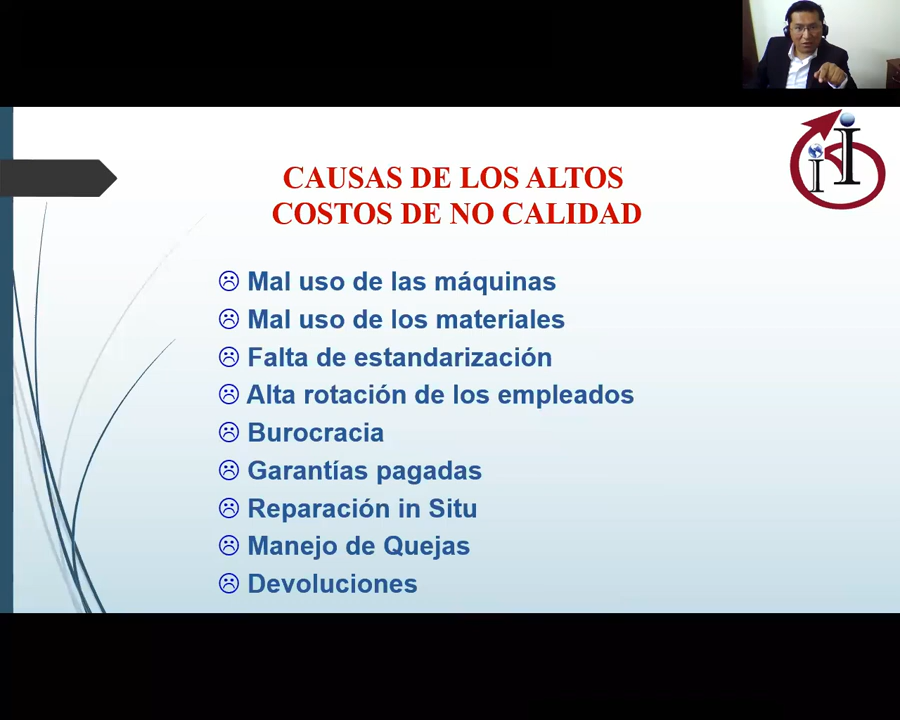 CAUSAS DE LOS ALTOS
COSTOS DE NO CALIDAD
Mal uso de las máquinas
Mal uso de los materiales
Falta de estandarización
Alta rotación de los empleados
Burocracia
Garantías pagadas
Reparación in Situ
Manejo de Quejas
Devoluciones